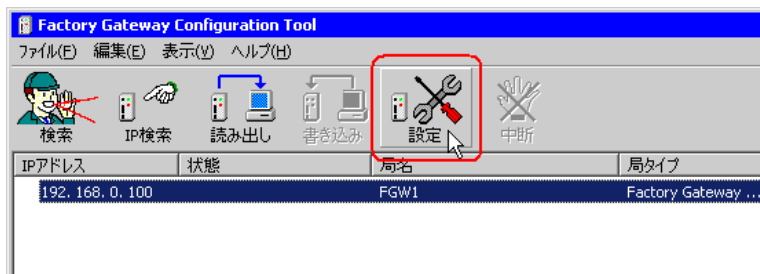 Factory Gateway Configuration Tool
ファイル(F) 編集(E) 表示(V) ヘルプ(H)
検索 IP検索 読み出し 書き込み 設定 中断
IPアドレス 状態 局名 局タイプ
192.168.0.100 FGW1 Factory Gateway ...